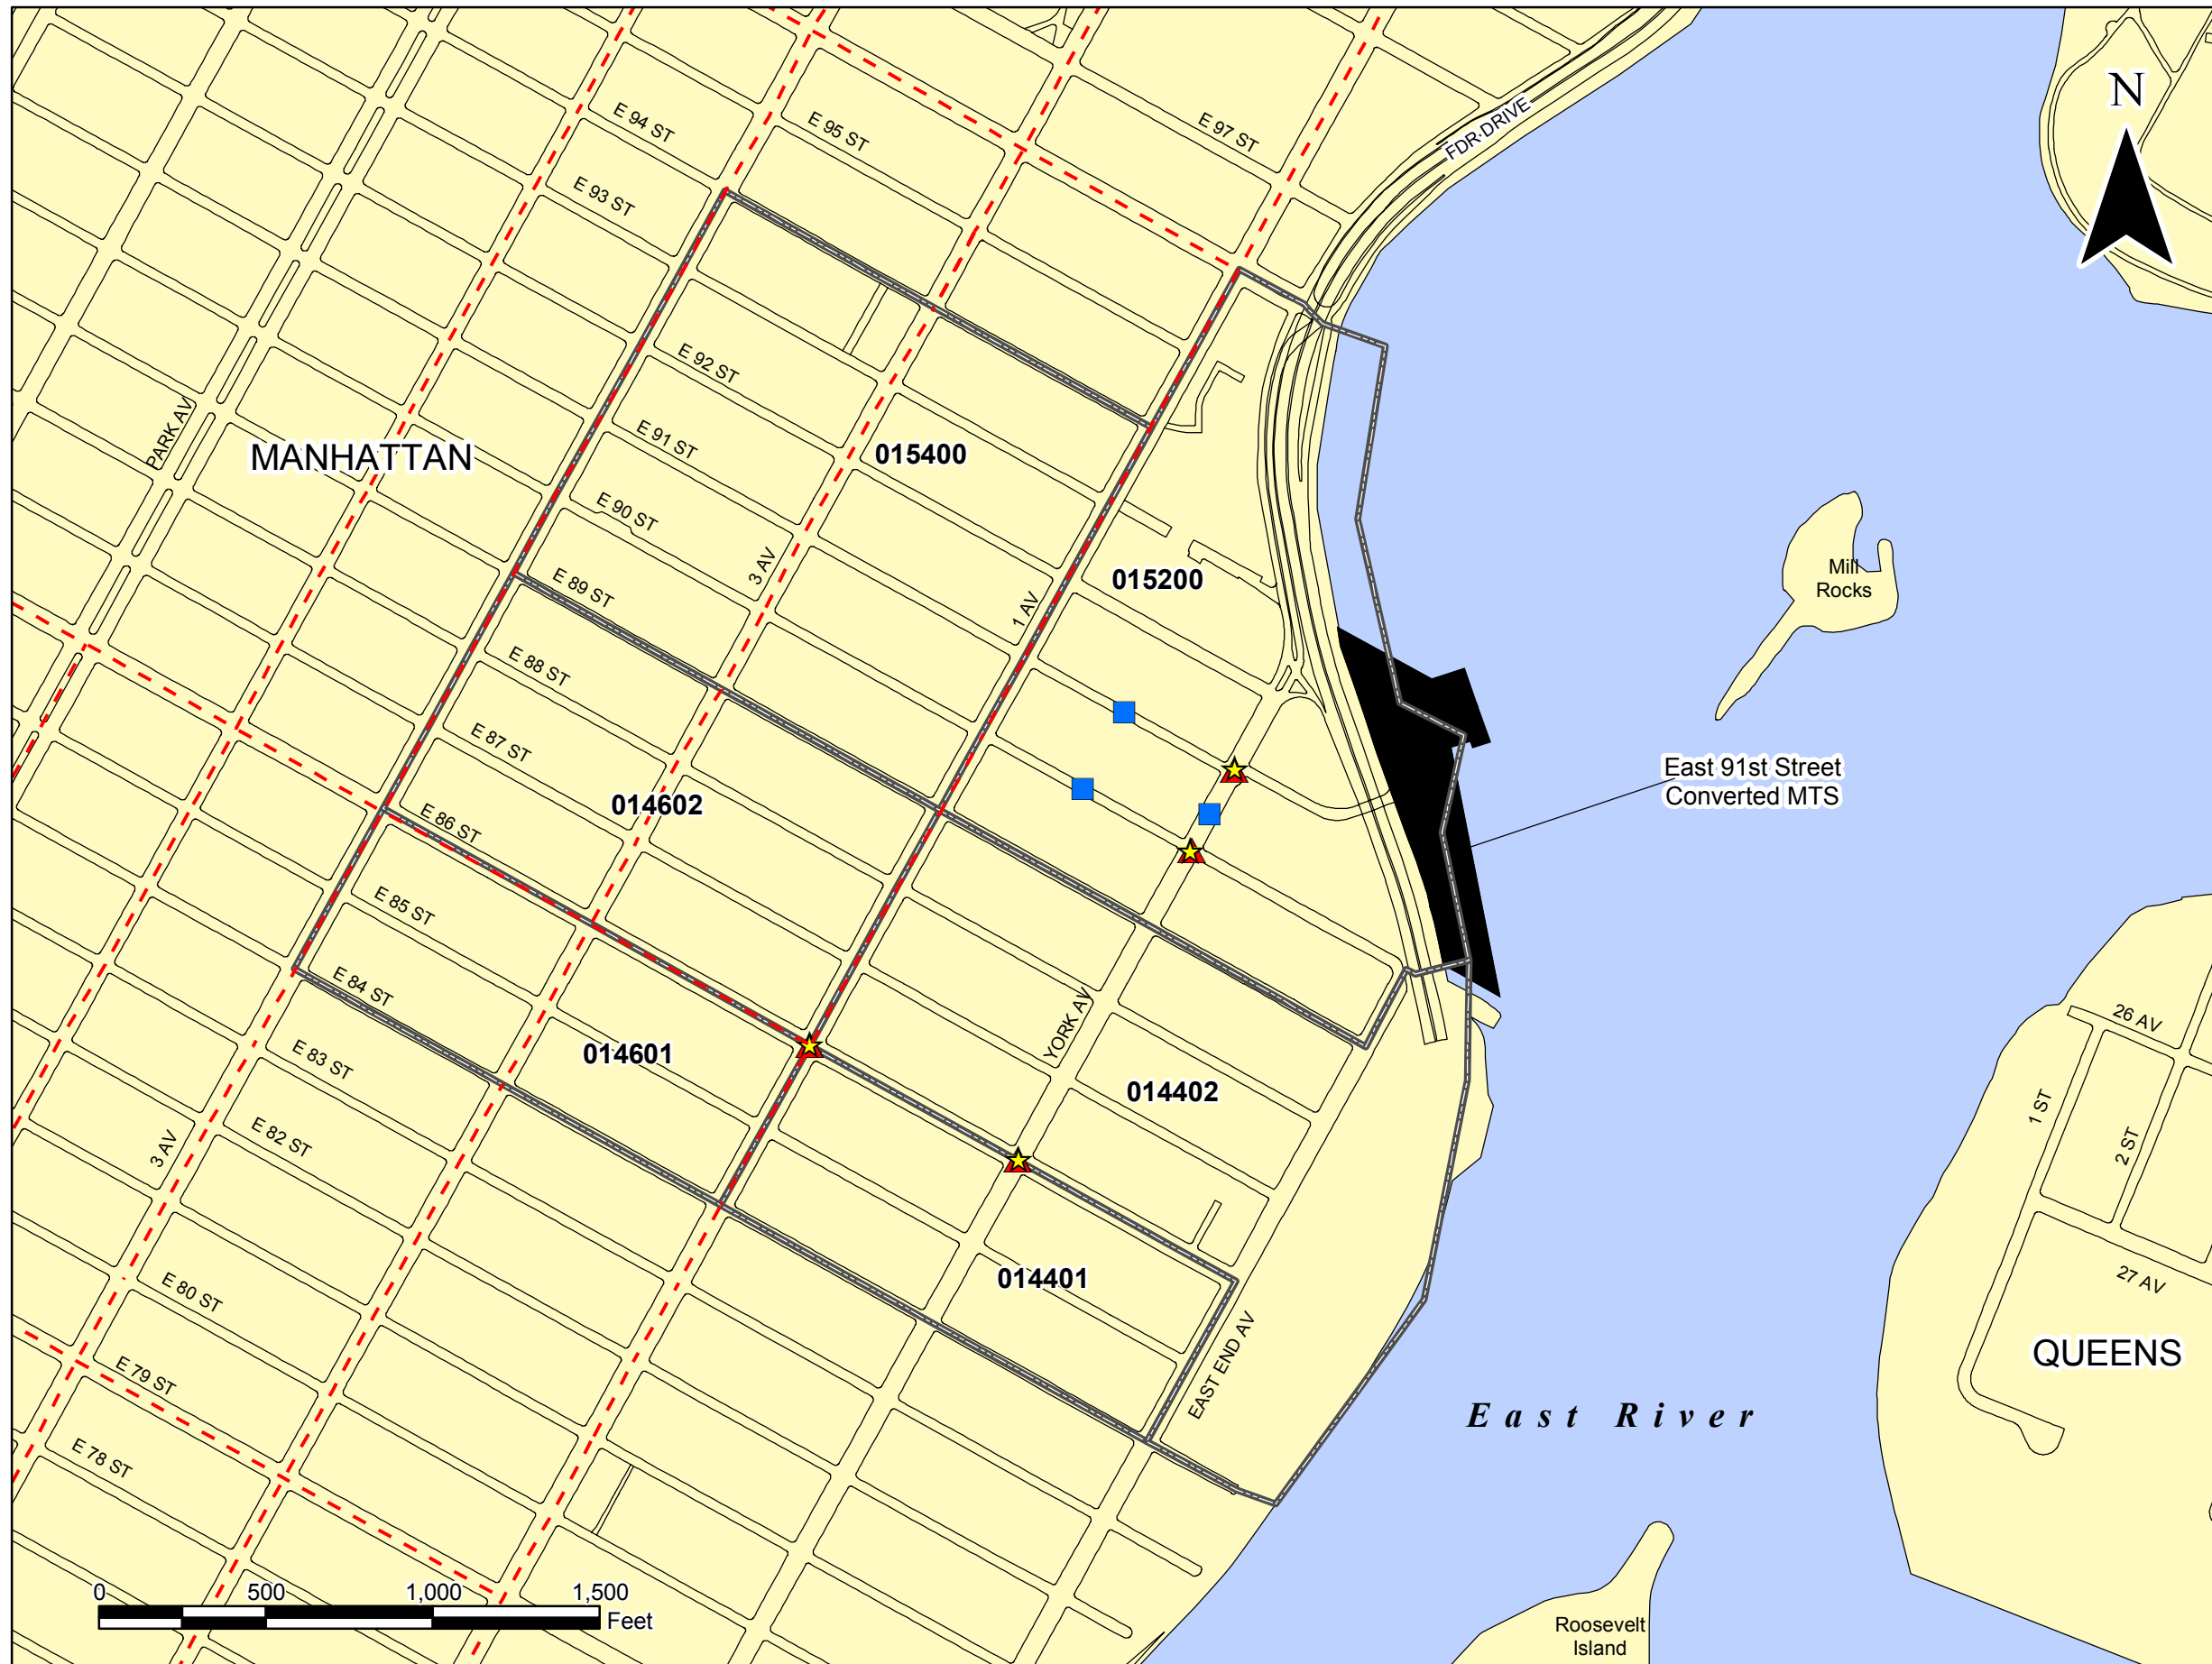 N
E 94 ST
E 95 ST
E 97 ST
FDR DRIVE
E 93 ST
E 92 ST
PARK AV
MANHATTAN
E 91 ST
015400
E 90 ST
3 AV
E 89 ST
1 AV
015200
Mill
Rocks
E 88 ST
E 87 ST
014602
East 91st Street
Converted MTS
E 86 ST
E 85 ST
E 84 ST
YORK AV
014601
014402
E 83 ST
E 82 ST
3 AV
26 AV
1 ST
2 ST
27 AV
E 80 ST
014401
E 79 ST
EAST END AV
QUEENS
East River
E 78 ST
0 500 1,000 1,500
Feet
Roosevelt
Island